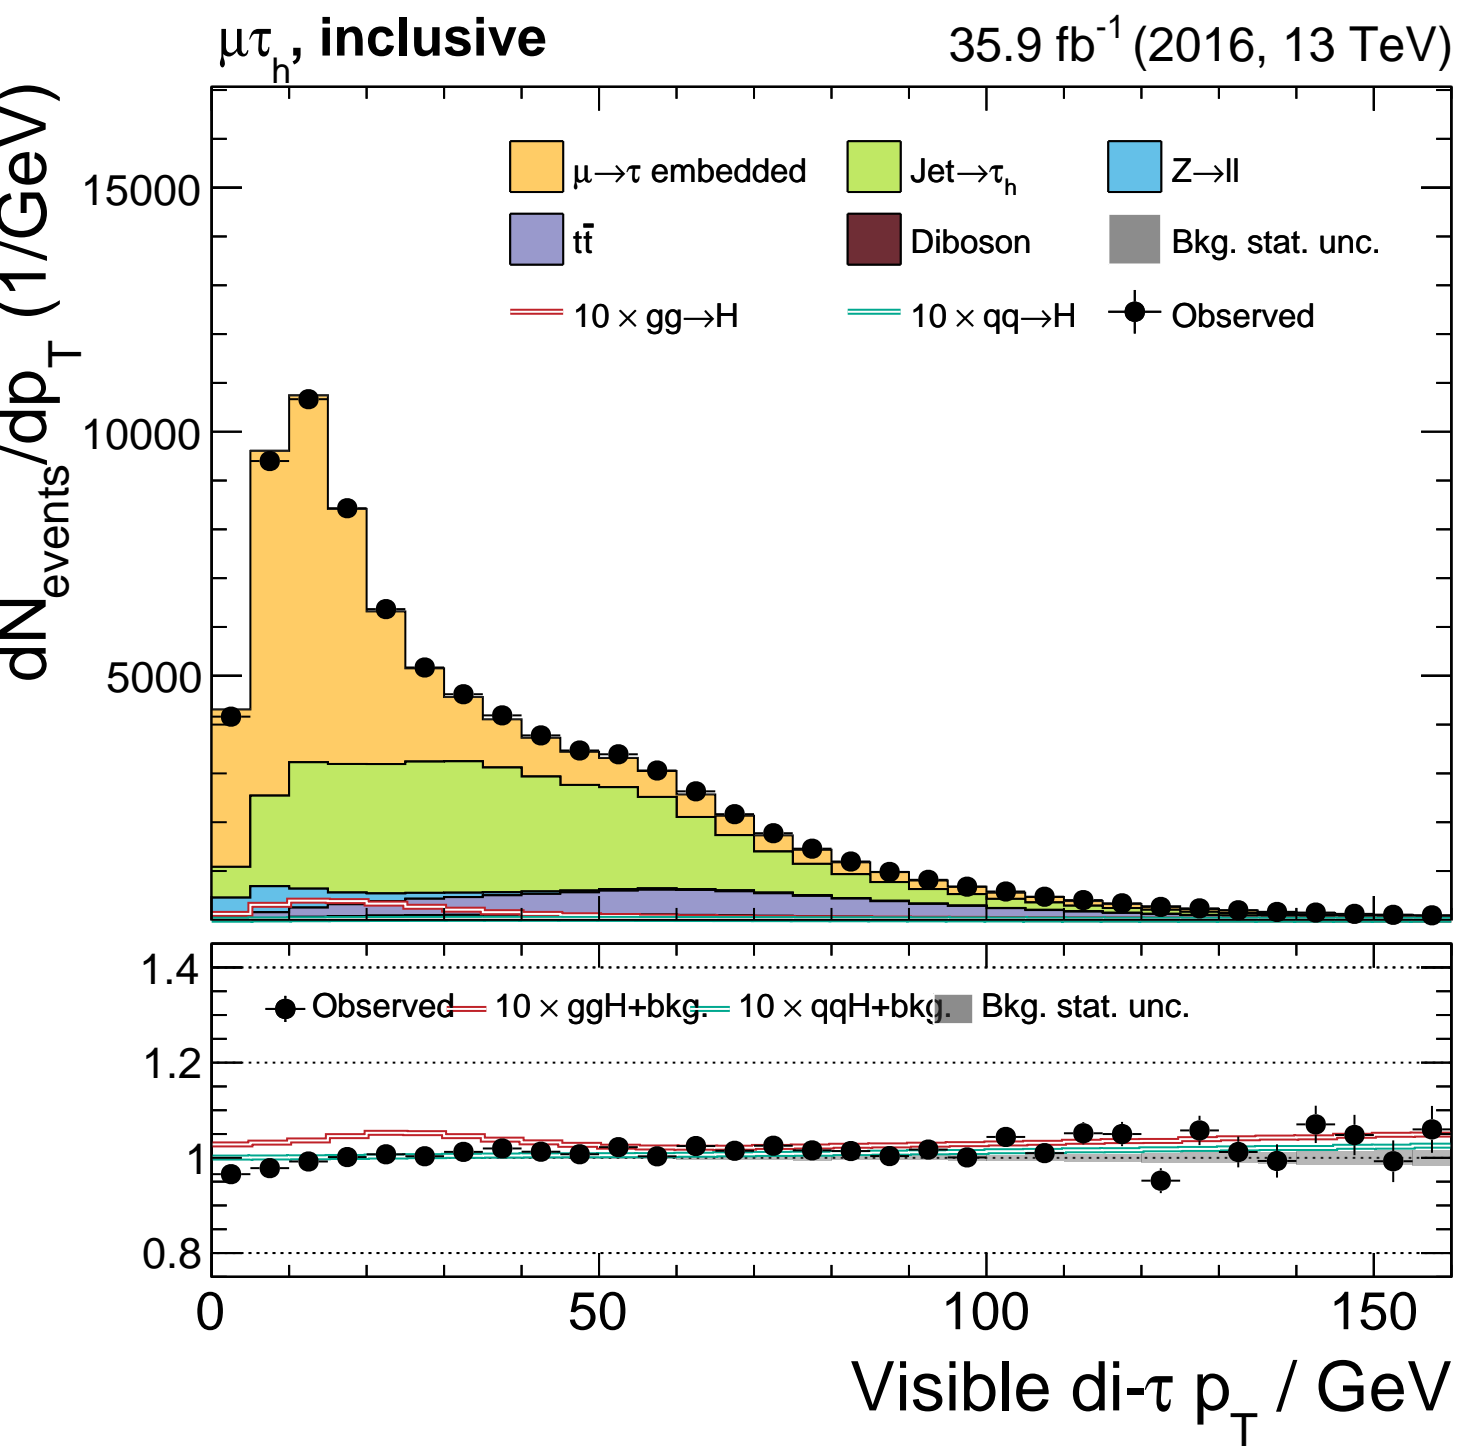 μτh, inclusive
35.9 fb-1 (2016, 13 TeV)
dNevents/dpT (1/GeV)
15000
10000
5000
μ→τ embedded
Jet→τh
Z→ll
tt̄
Diboson
Bkg. stat. unc.
10 × gg→H
10 × qq→H
Observed
1.4
1.2
1
0.8
Observed
10 × ggH+bkg.
10 × qqH+bkg.
Bkg. stat. unc.
0
50
100
150
Visible di-τ pT / GeV